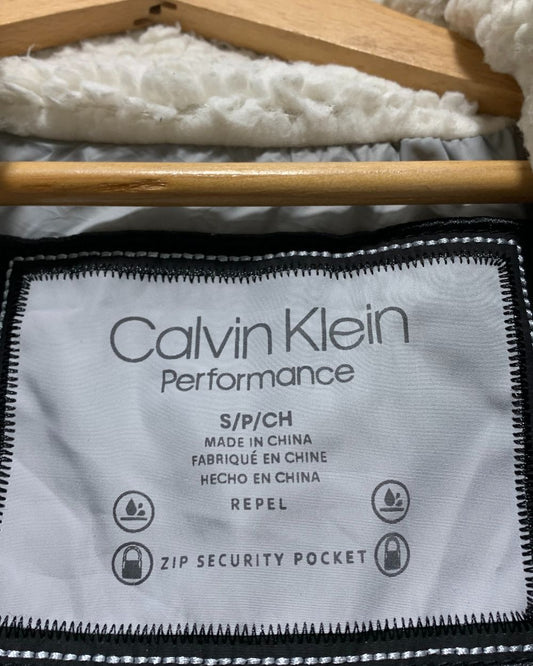 Calvin Klein
Performance
S/P/CH
MADE IN CHINA
FABRIQUÉ EN CHINE
HECHO EN CHINA
REPEL
ZIP SECURITY POCKET